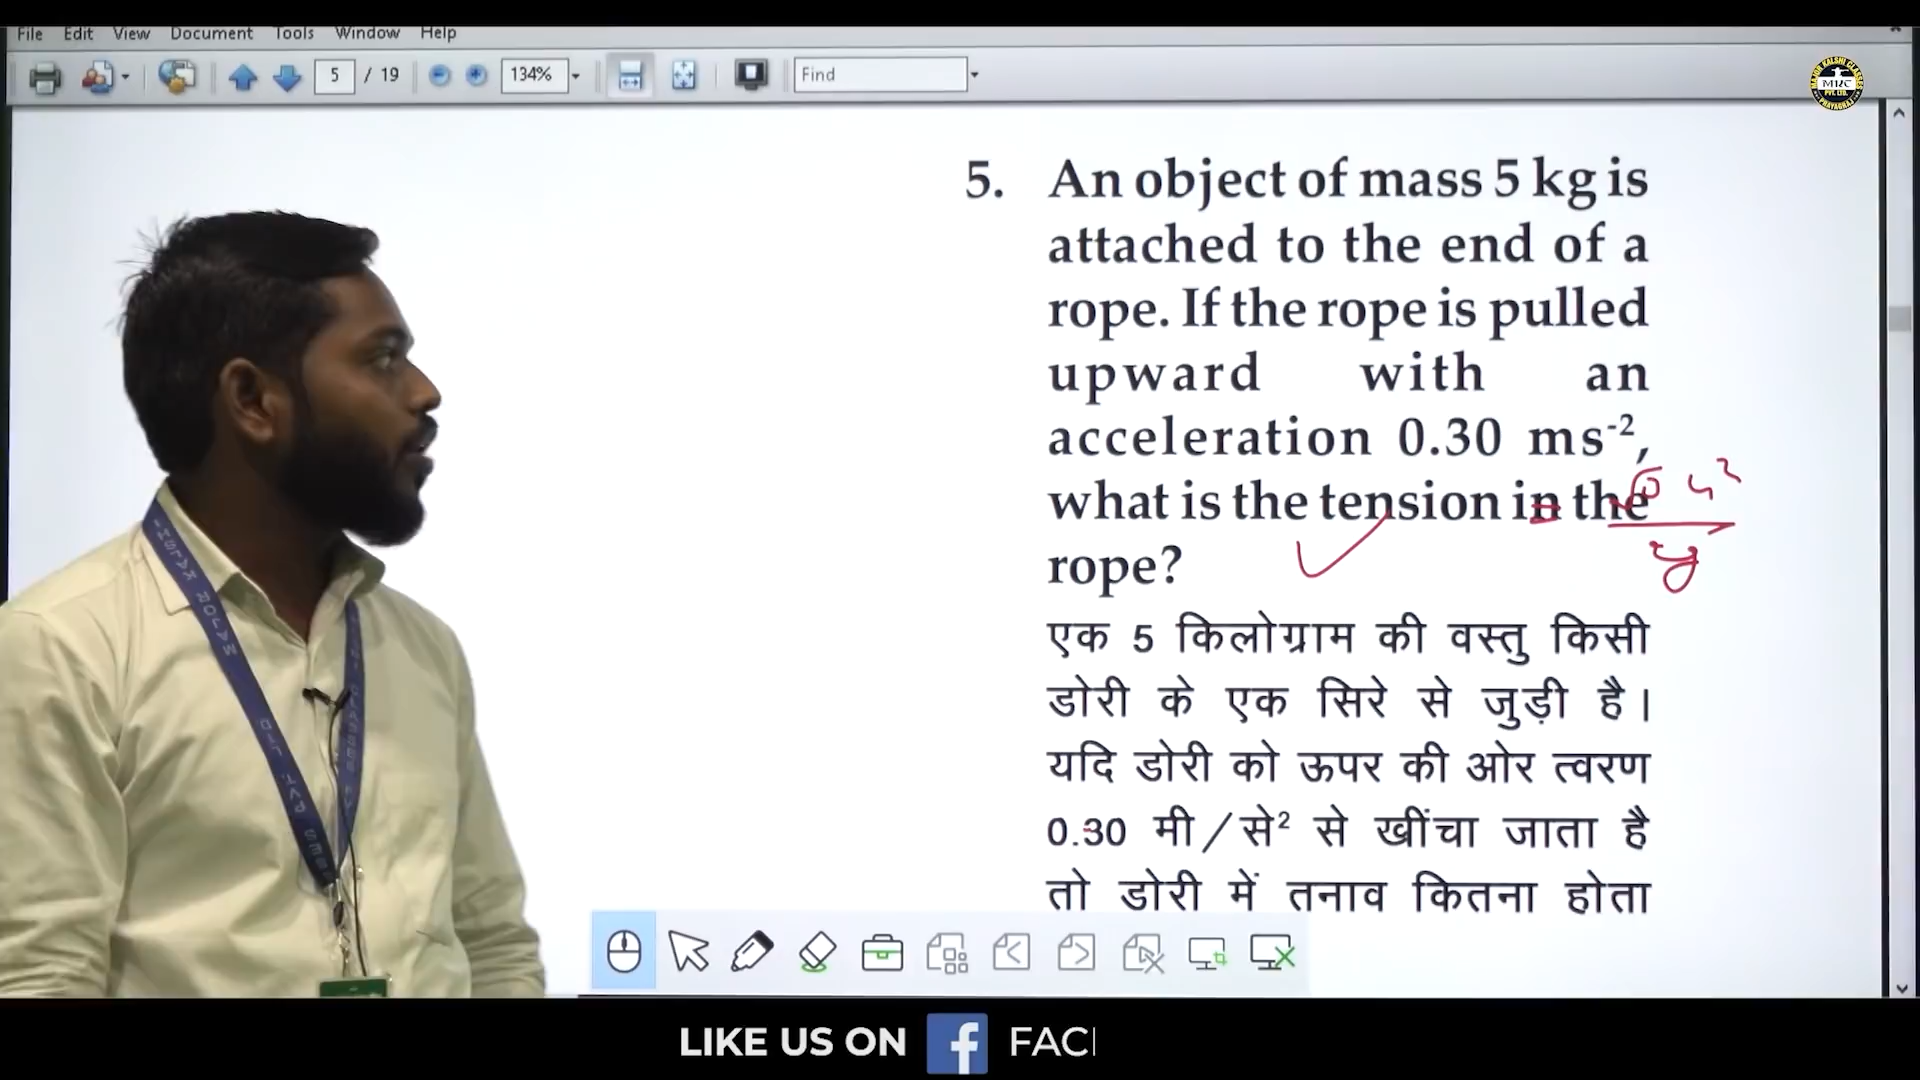 File Edit View Document Tools Window Help
5 / 19 134% Find
MRC
5. An object of mass 5 kg is
attached to the end of a
rope. If the rope is pulled
upward with an
acceleration 0.30 ms⁻²,
what is the tension in the
rope?
एक 5 किलोग्राम की वस्तु किसी
डोरी के एक सिरे से जुड़ी है।
यदि डोरी को ऊपर की ओर त्वरण
0.30 मी/से² से खींचा जाता है
तो डोरी में तनाव कितना होता
LIKE US ON f FACI